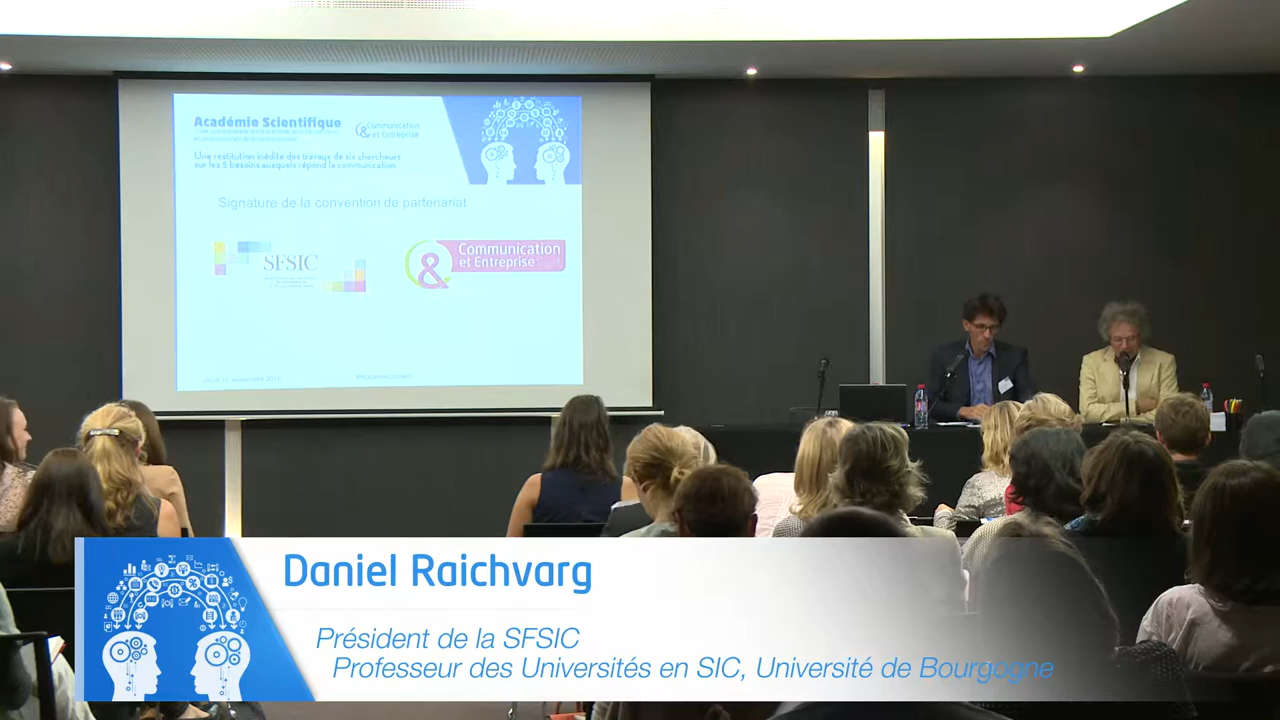 Académie Scientifique
Communication
et Entreprise
Une restitution inédite des travaux de six chercheurs
sur les 5 besoins auxquels répond la communication
Signature de la convention de partenariat
SFSIC
&
Communication
et Entreprise
Daniel Raichvarg
Président de la SFSIC
Professeur des Universités en SIC, Université de Bourgogne